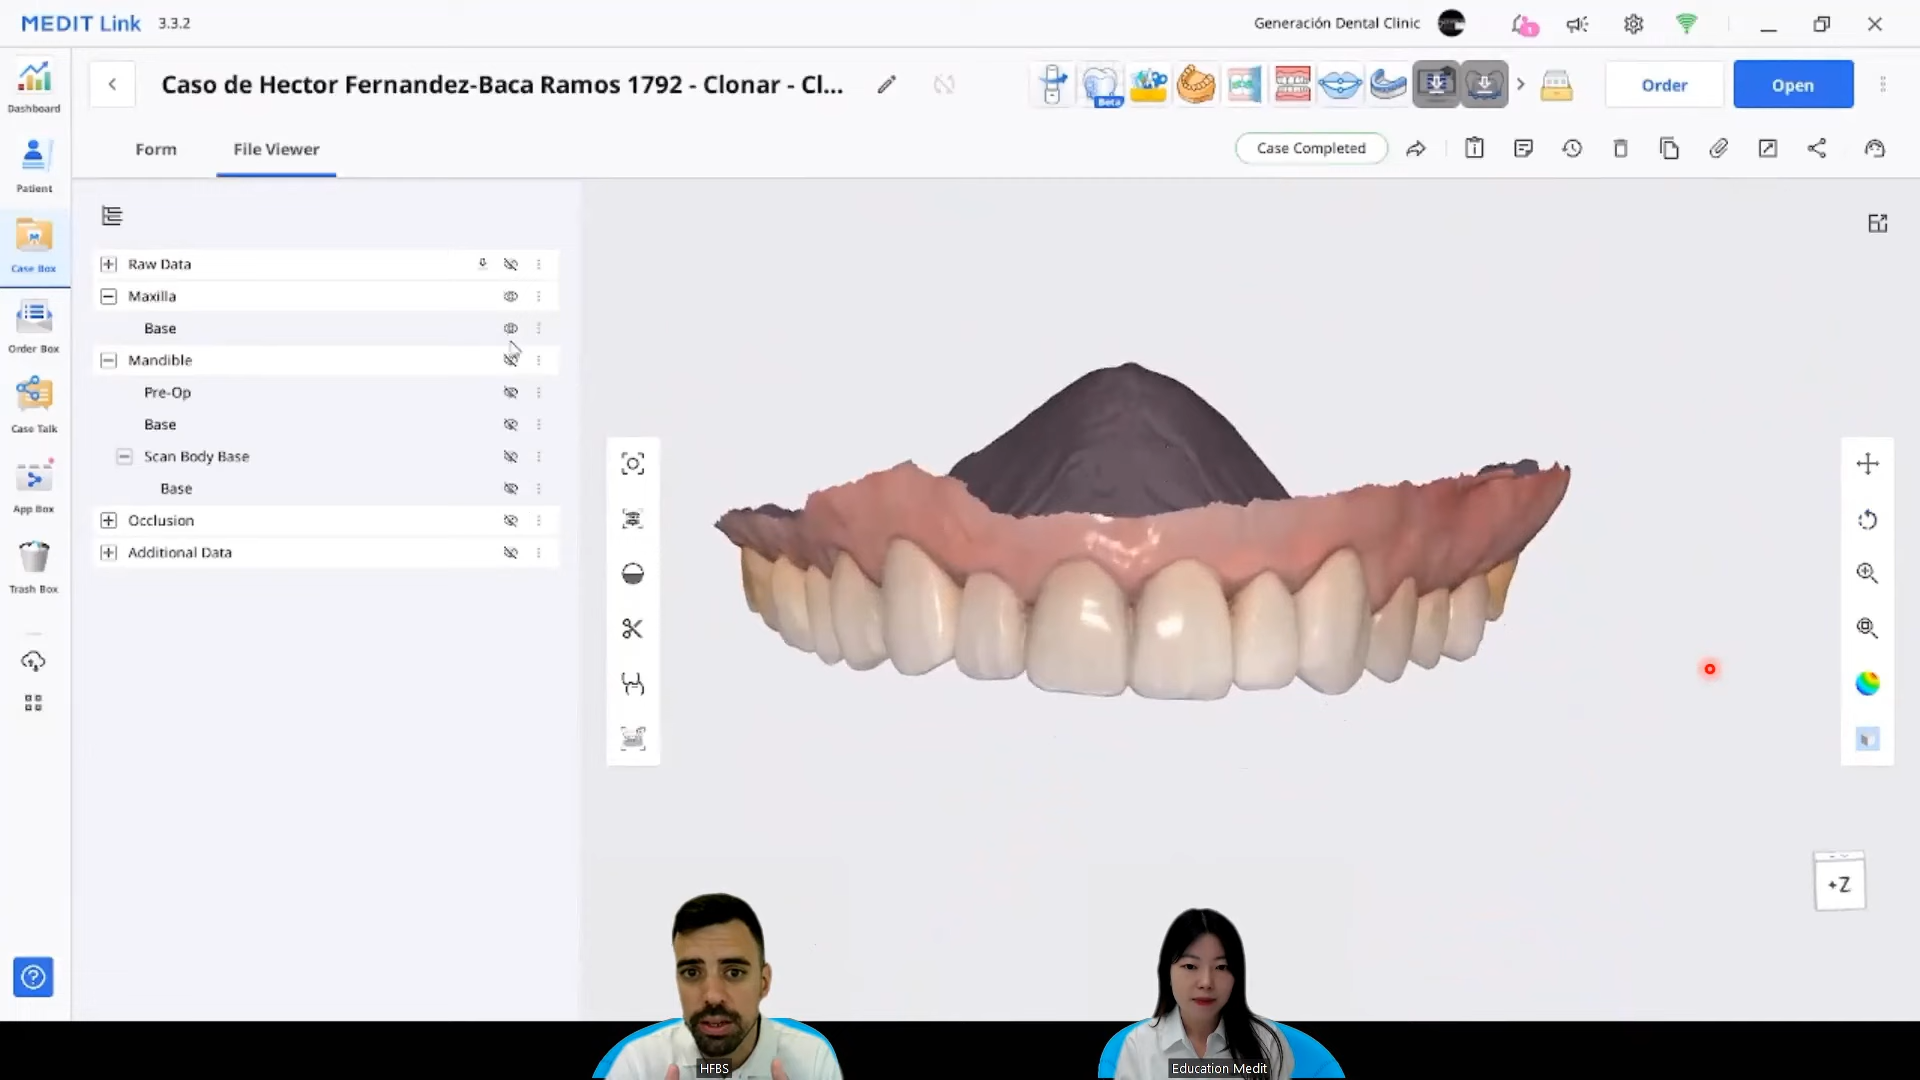 MEDIT Link 3.3.2
Generación Dental Clinic
1
Dashboard
Patient
Case Box
Order Box
Case Talk
App Box
Trash Box
Caso de Hector Fernandez-Baca Ramos 1792 - Clonar - Cl...
Beta
Order
Open
Form
File Viewer
Case Completed
Raw Data
Maxilla
Base
Mandible
Pre-Op
Base
Scan Body Base
Base
Occlusion
Additional Data
+Z
HFBS
Education Medit